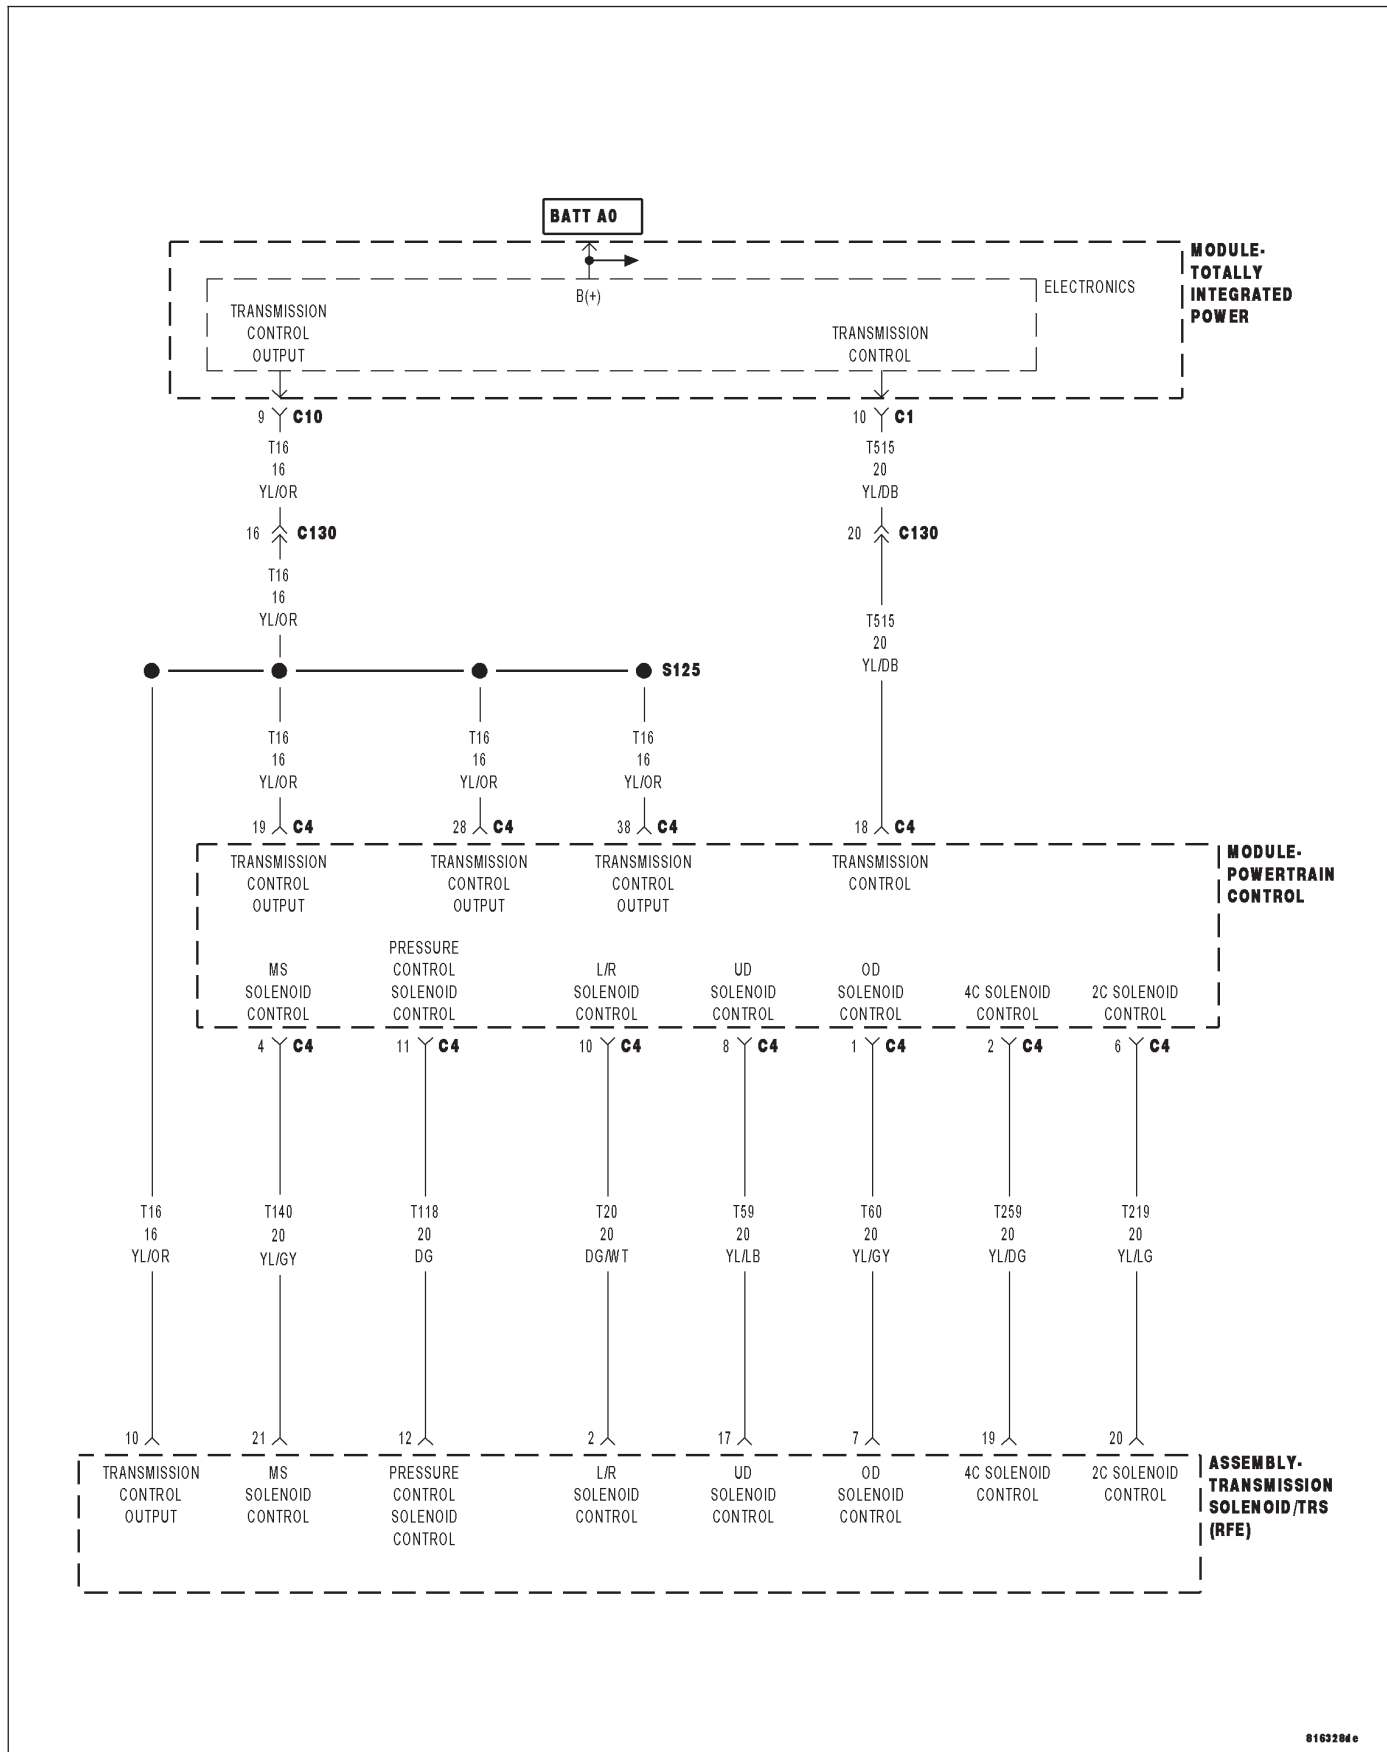 BATT A0
MODULE-
TOTALLY
INTEGRATED
POWER
ELECTRONICS
B(+)
TRANSMISSION
CONTROL
OUTPUT
TRANSMISSION
CONTROL
9 C10
10 C1
T16
16
YL/OR
T515
20
YL/DB
16 C130
20 C130
T16
16
YL/OR
T515
20
YL/DB
S125
T16
16
YL/OR
T16
16
YL/OR
T16
16
YL/OR
19 C4
28 C4
38 C4
18 C4
MODULE-
POWERTRAIN
CONTROL
TRANSMISSION
CONTROL
OUTPUT
TRANSMISSION
CONTROL
OUTPUT
TRANSMISSION
CONTROL
OUTPUT
TRANSMISSION
CONTROL
MS
SOLENOID
CONTROL
PRESSURE
CONTROL
SOLENOID
CONTROL
L/R
SOLENOID
CONTROL
UD
SOLENOID
CONTROL
OD
SOLENOID
CONTROL
4C SOLENOID
CONTROL
2C SOLENOID
CONTROL
4 C4
11 C4
10 C4
8 C4
1 C4
2 C4
6 C4
T16
16
YL/OR
T140
20
YL/GY
T118
20
DG
T20
20
DG/WT
T59
20
YL/LB
T60
20
YL/GY
T259
20
YL/DG
T219
20
YL/LG
10
21
12
2
17
7
19
20
TRANSMISSION
CONTROL
OUTPUT
MS
SOLENOID
CONTROL
PRESSURE
CONTROL
SOLENOID
CONTROL
L/R
SOLENOID
CONTROL
UD
SOLENOID
CONTROL
OD
SOLENOID
CONTROL
4C SOLENOID
CONTROL
2C SOLENOID
CONTROL
ASSEMBLY-
TRANSMISSION
SOLENOID/TRS
(RFE)
816328de